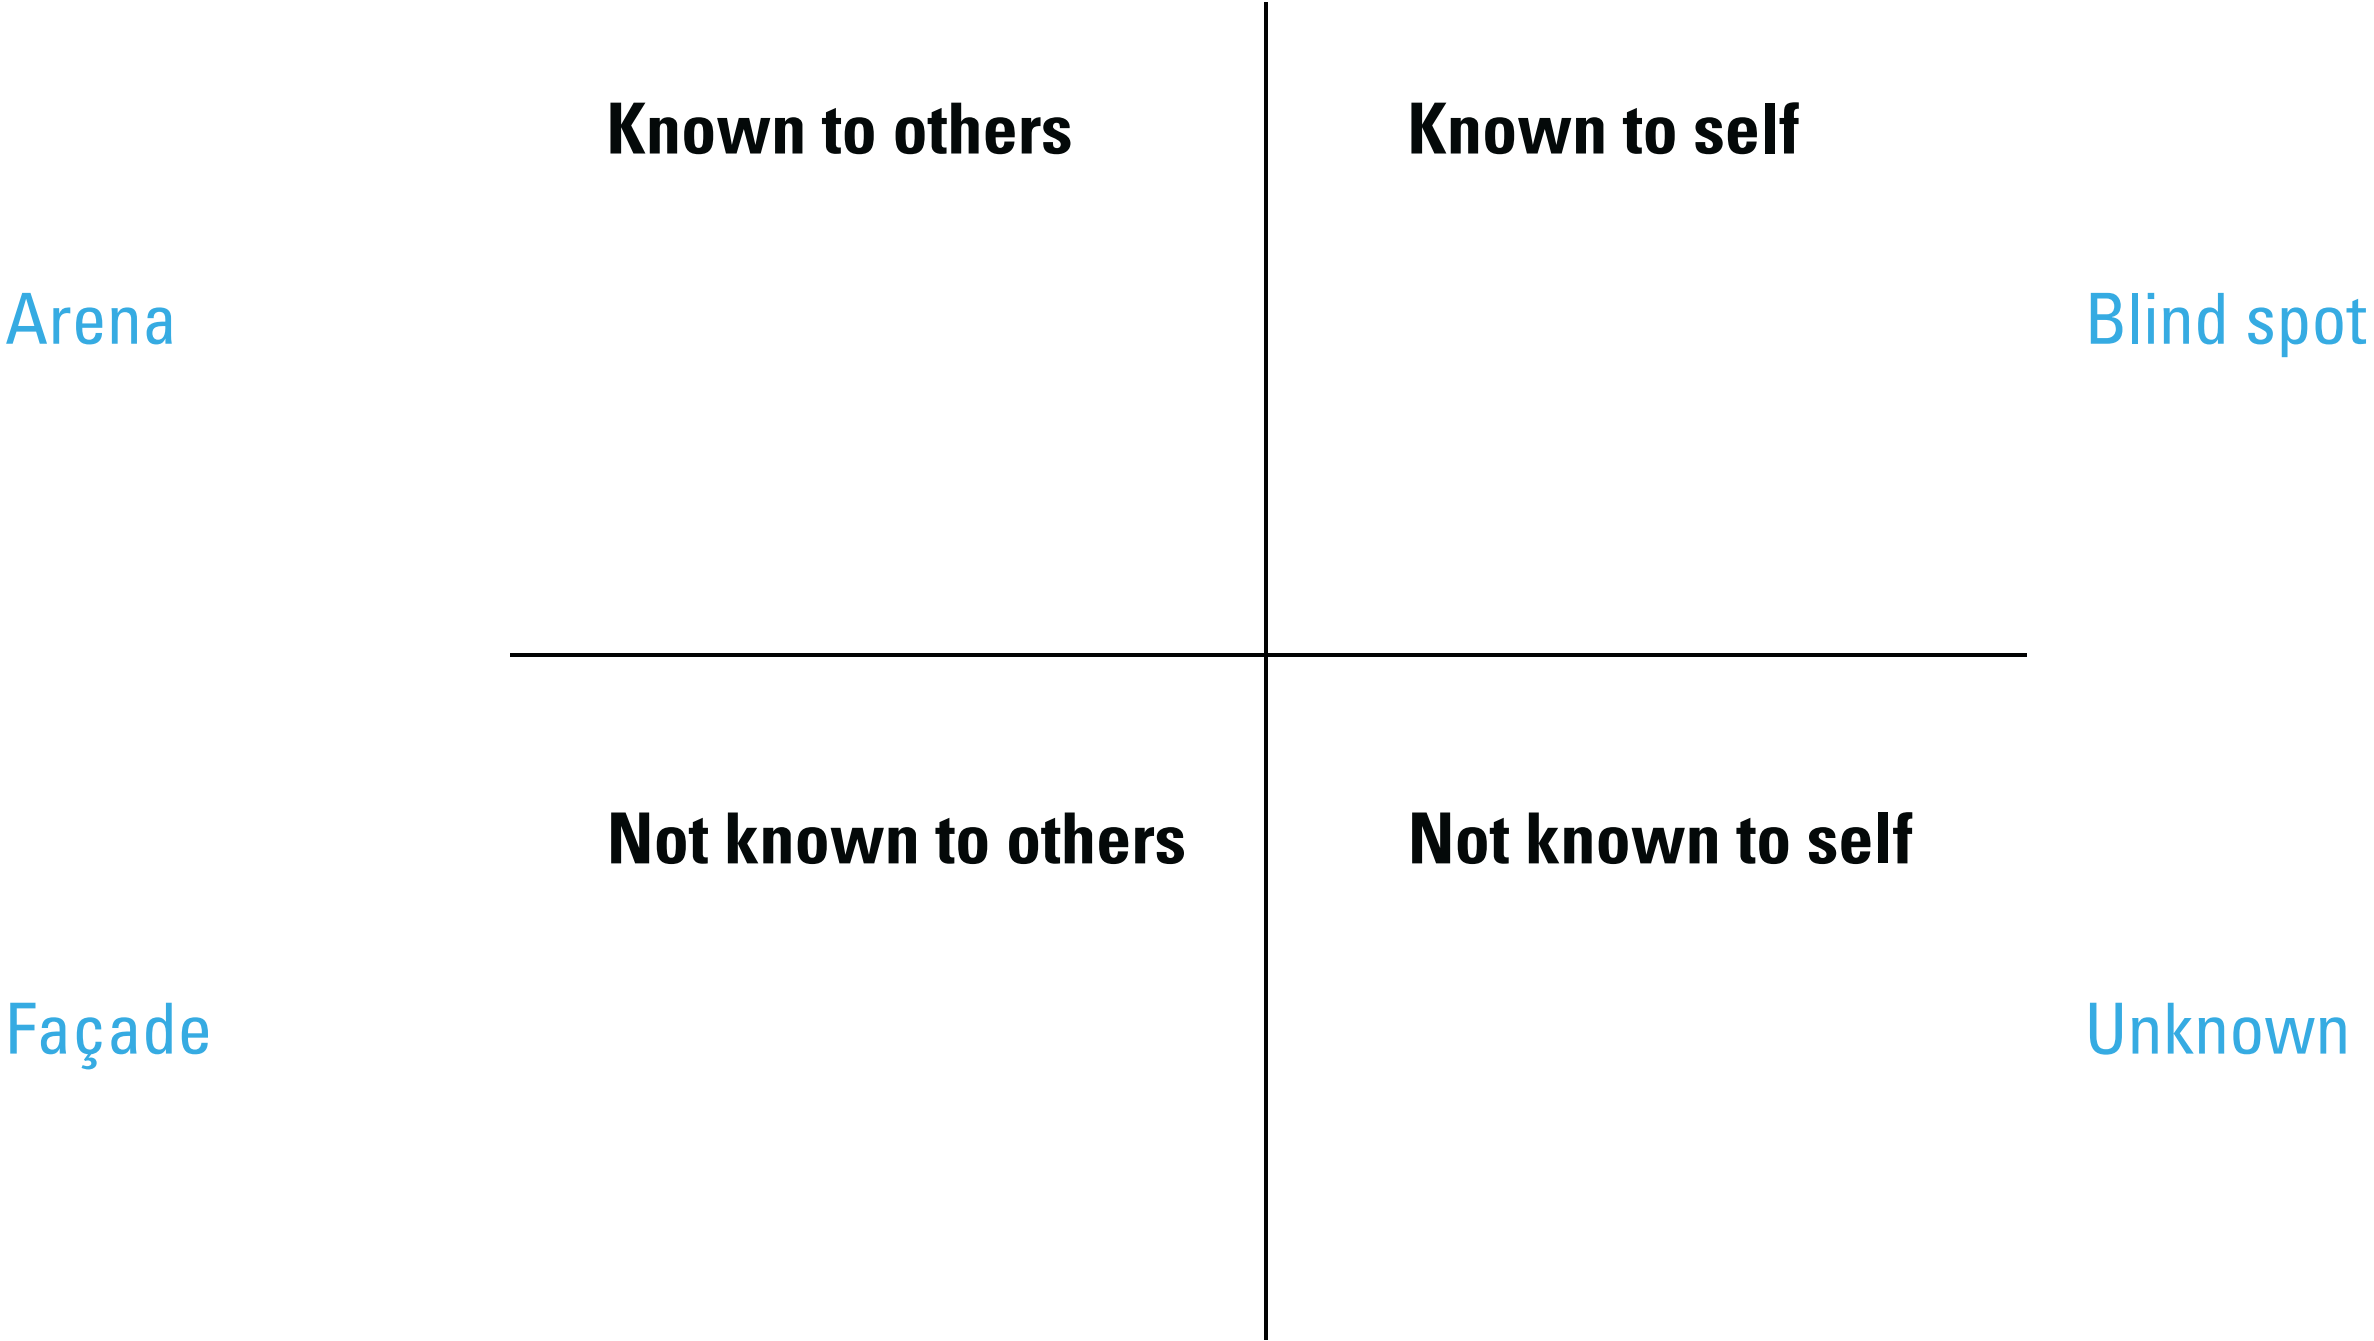 Known to others
Known to self
Arena
Blind spot
Not known to others
Not known to self
Façade
Unknown